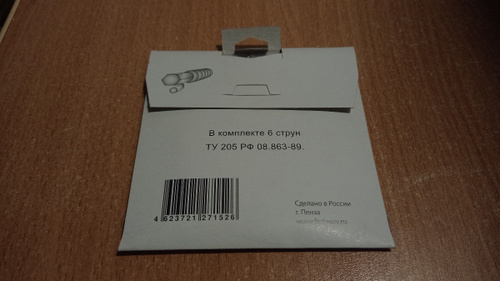 В комплекте 6 струн
ТУ 205 РФ 08.863-89.
Сделано в России
г. Пенза
4 623721 271526